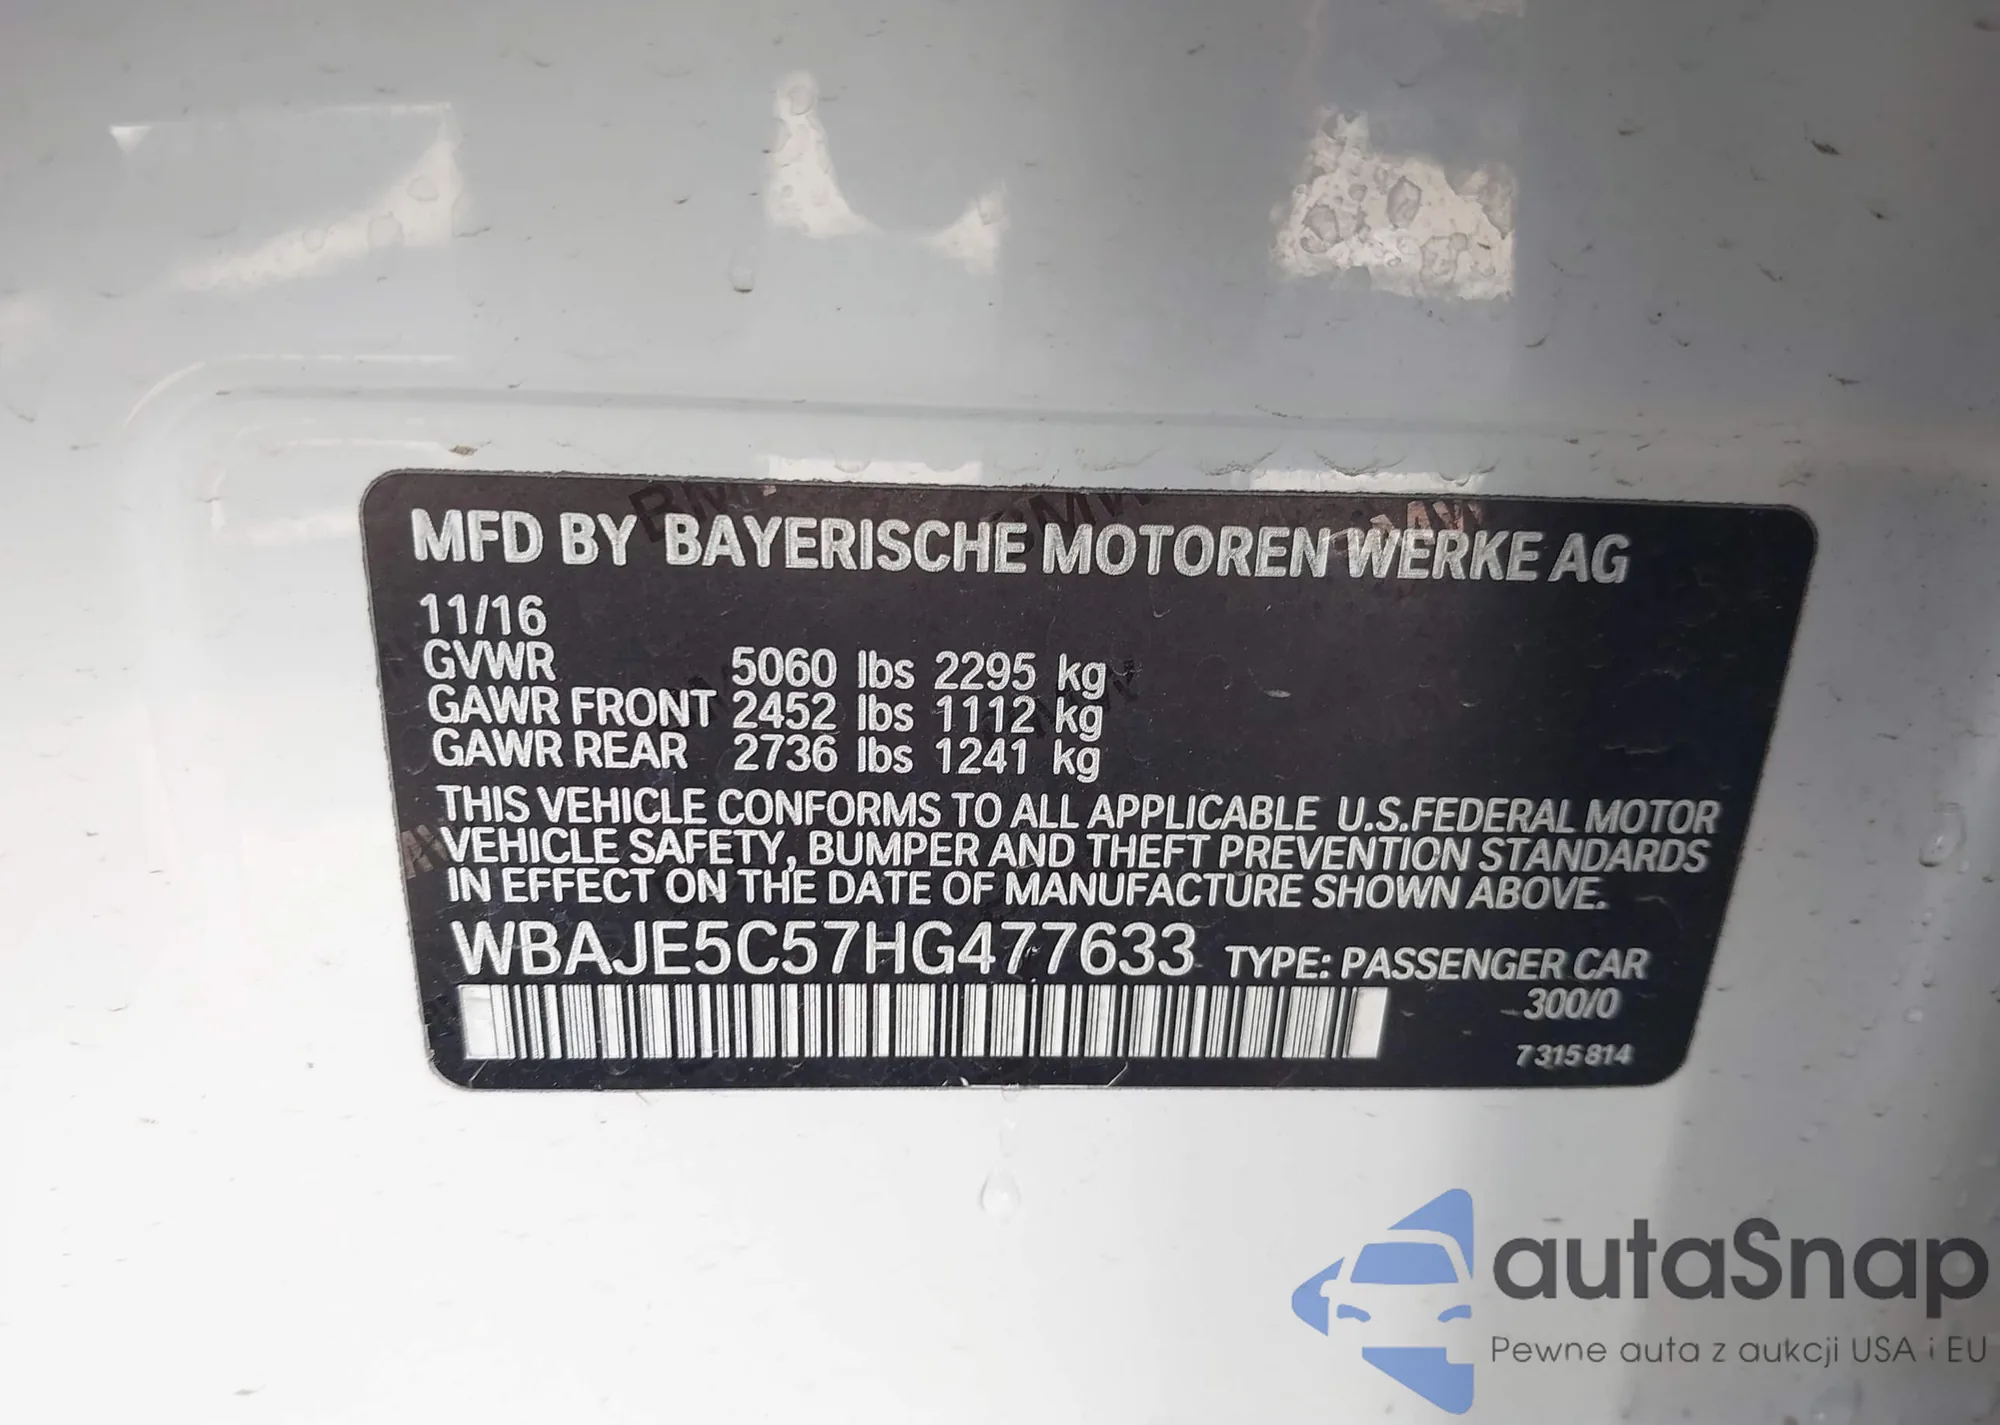 MFD BY BAYERISCHE MOTOREN WERKE AG
11/16
GVWR 5060 lbs 2295 kg
GAWR FRONT 2452 lbs 1112 kg
GAWR REAR 2736 lbs 1241 kg
THIS VEHICLE CONFORMS TO ALL APPLICABLE U.S.FEDERAL MOTOR
VEHICLE SAFETY, BUMPER AND THEFT PREVENTION STANDARDS
IN EFFECT ON THE DATE OF MANUFACTURE SHOWN ABOVE.
WBAJE5C57HG477633 TYPE: PASSENGER CAR
300/0
7 315 814
autaSnap
Pewne auta z aukcji USA i EU